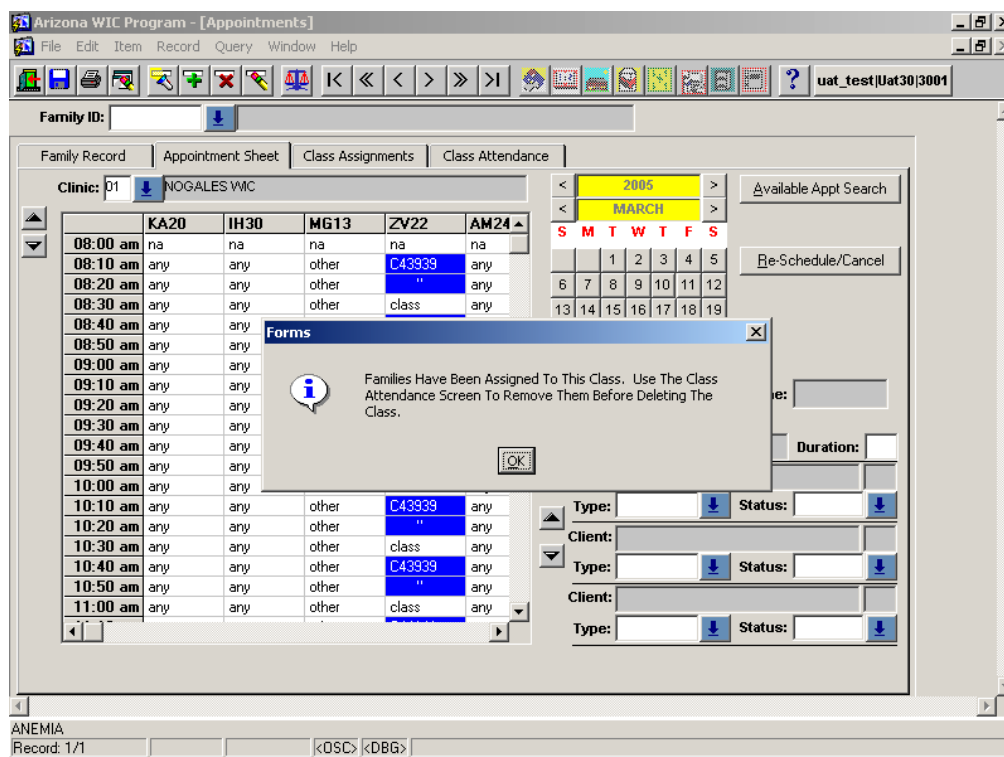 Arizona WIC Program - [Appointments]
File Edit Item Record Query Window Help
uat_test|Uat30|3001
Family ID:
Family Record Appointment Sheet Class Assignments Class Attendance
Clinic: 01 NOGALES WIC
< 2005 >
Available Appt Search
< MARCH >
S M T W T F S
KA20 IH30 MG13 ZV22 AM24
08:00 am na na na na na
1 2 3 4 5
Re-Schedule/Cancel
08:10 am any any other C43939 any
08:20 am any any other " any
6 7 8 9 10 11 12
08:30 am any any other class any
13 14 15 16 17 18 19
08:40 am any any
Forms
08:50 am any any
09:00 am any any
09:10 am any any
09:20 am any any
09:30 am any any
09:40 am any any
09:50 am any any
10:00 am any any
Families Have Been Assigned To This Class. Use The Class
Attendance Screen To Remove Them Before Deleting The
Class.
OK
Duration:
10:10 am any any other C43939 any
Type: Status:
10:20 am any any other " any
Client:
10:30 am any any other class any
10:40 am any any other C43939 any
Type: Status:
10:50 am any any other " any
Client:
11:00 am any any other class any
Type: Status:
ANEMIA
Record: 1/1 <OSC> <DBG>